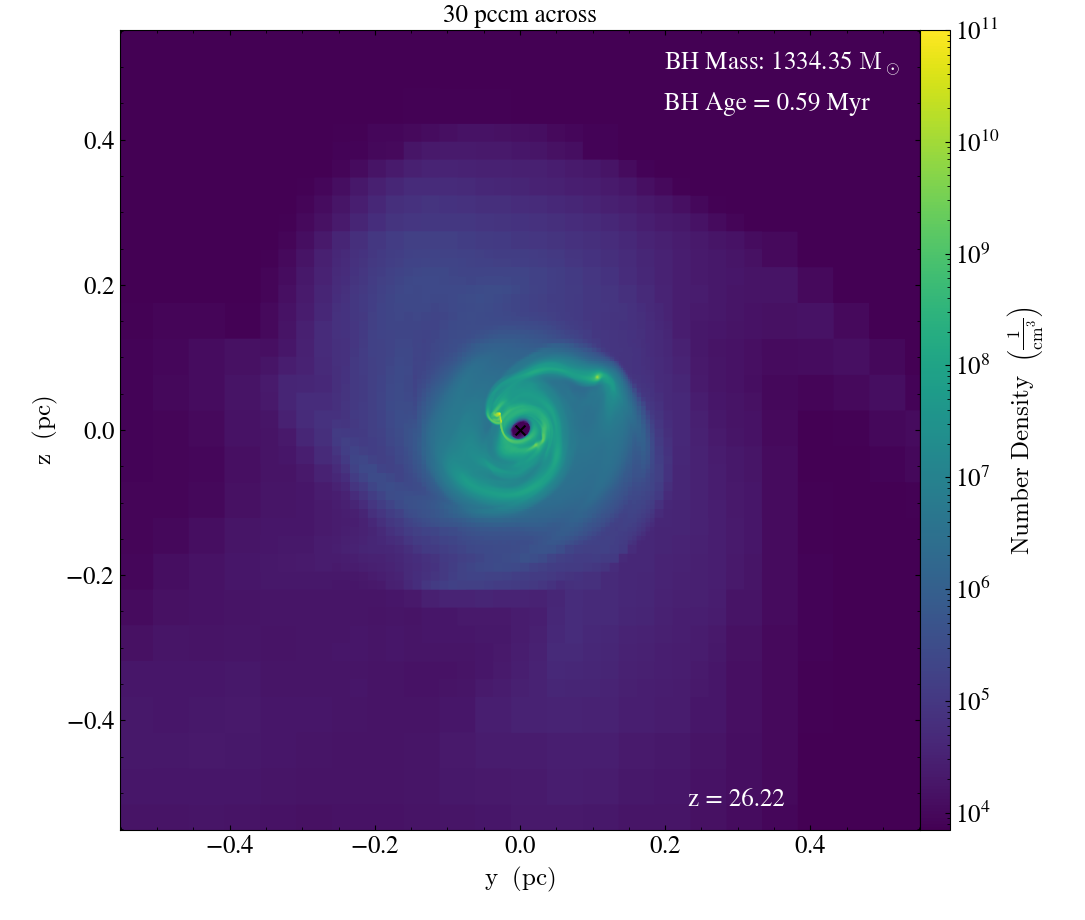 30 pccm across
BH Mass: 1334.35 M☉
BH Age = 0.59 Myr
z = 26.22
0.4
0.2
0.0
−0.2
−0.4
z (pc)
−0.4
−0.2
0.0
0.2
0.4
y (pc)
10¹¹
10¹⁰
10⁹
10⁸
10⁷
10⁶
10⁵
10⁴
Number Density (1/cm³)